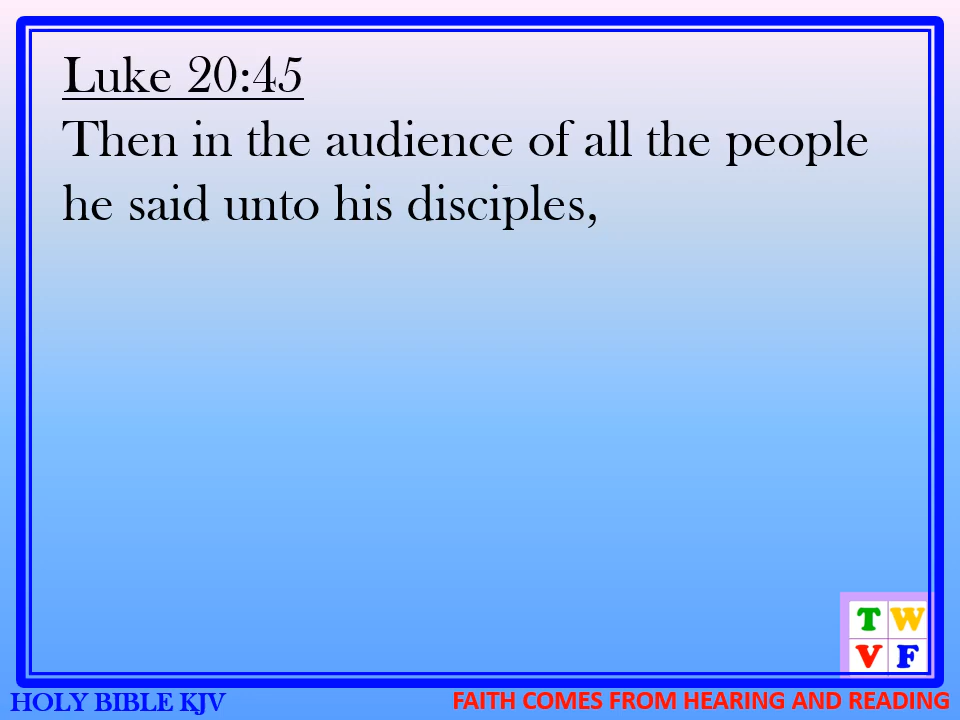 Luke 20:45
Then in the audience of all the people
he said unto his disciples,
T W
V F
HOLY BIBLE KJV
FAITH COMES FROM HEARING AND READING